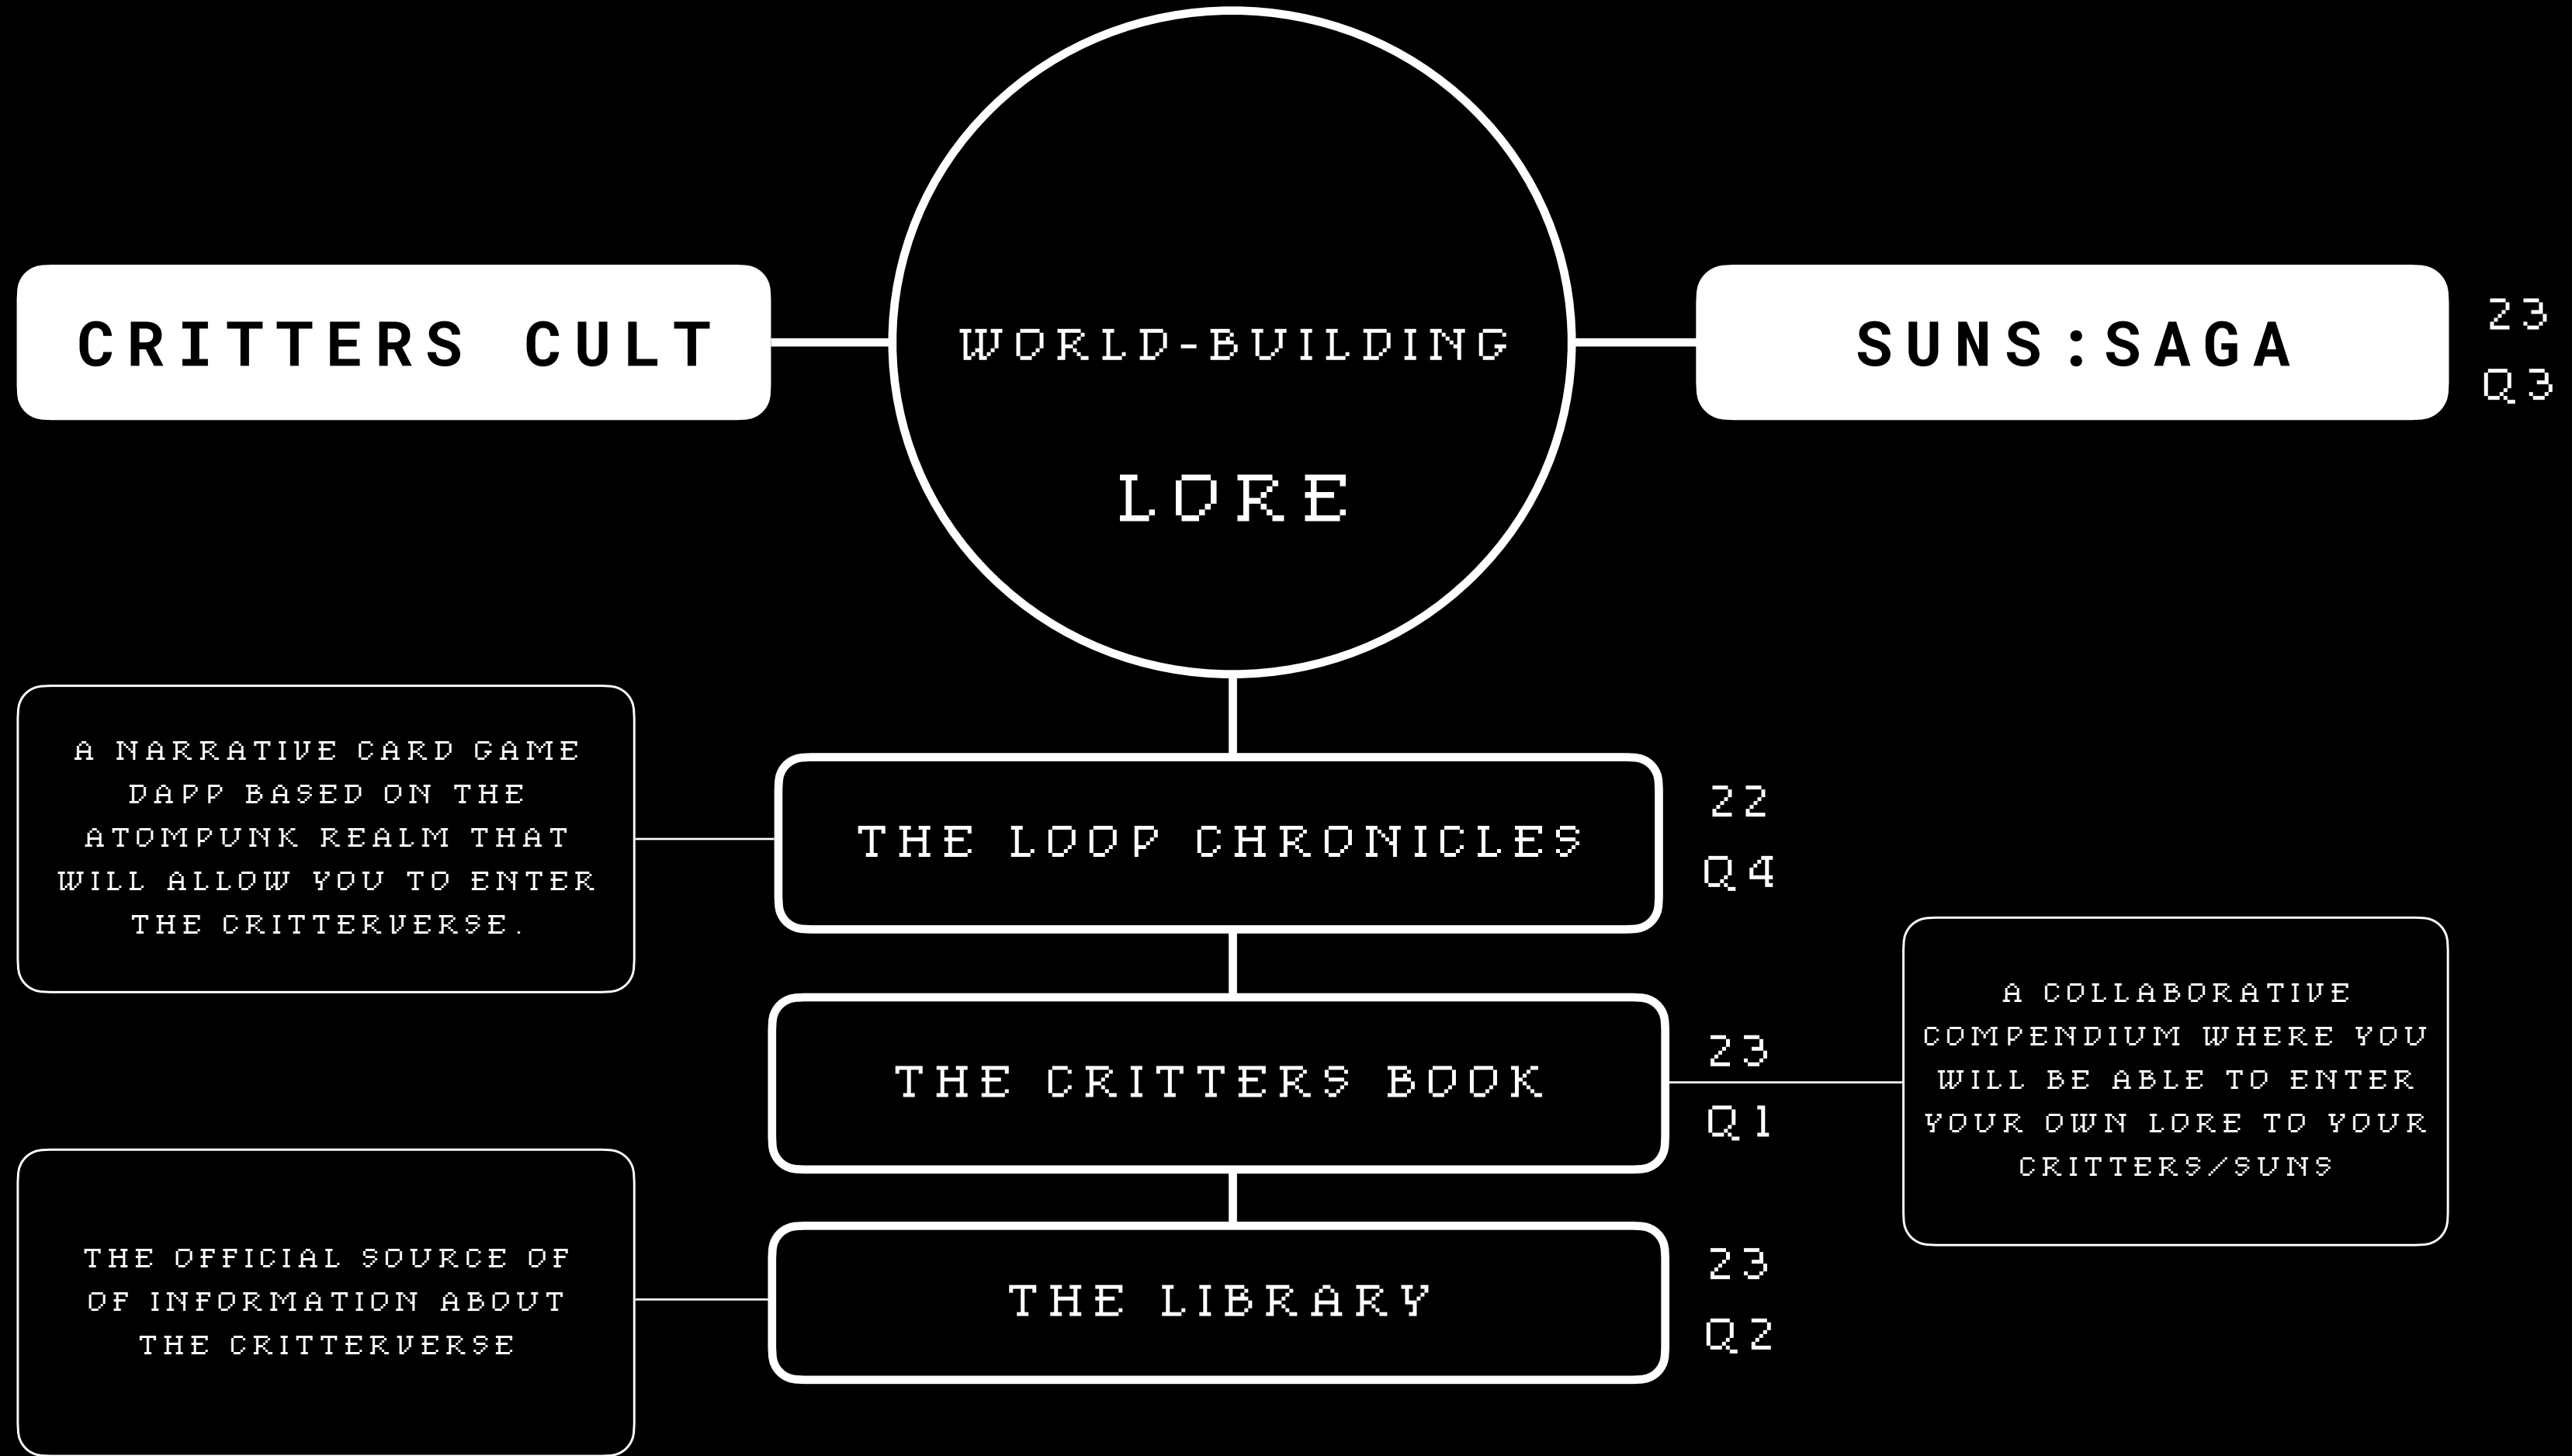 CRITTERS CULT
WORLD-BUILDING
LORE
SUNS:SAGA
23
Q3
A NARRATIVE CARD GAME
DAPP BASED ON THE
ATOMPUNK REALM THAT
WILL ALLOW YOU TO ENTER
THE CRITTERVERSE.
THE LOOP CHRONICLES
22
Q4
THE CRITTERS BOOK
23
Q1
A COLLABORATIVE
COMPENDIUM WHERE YOU
WILL BE ABLE TO ENTER
YOUR OWN LORE TO YOUR
CRITTERS/SUNS
THE OFFICIAL SOURCE OF
OF INFORMATION ABOUT
THE CRITTERVERSE
THE LIBRARY
23
Q2